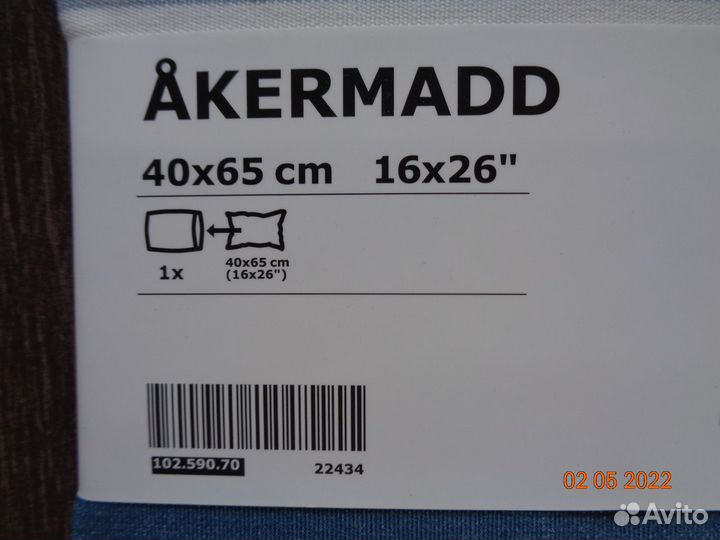 ÅKERMADD
40x65 cm 16x26"
1x
40x65 cm
(16x26")
102.590.70 22434
02 05 2022
Avito